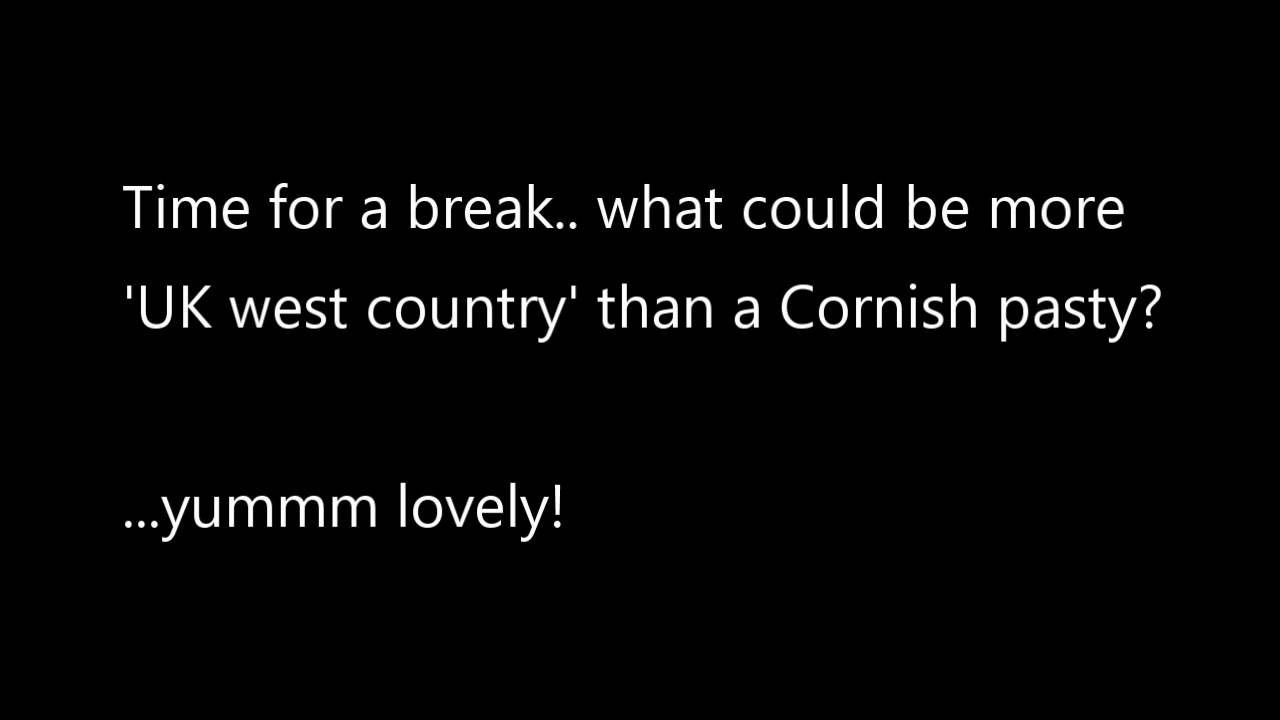 Time for a break.. what could be more
'UK west country' than a Cornish pasty?
...yummm lovely!